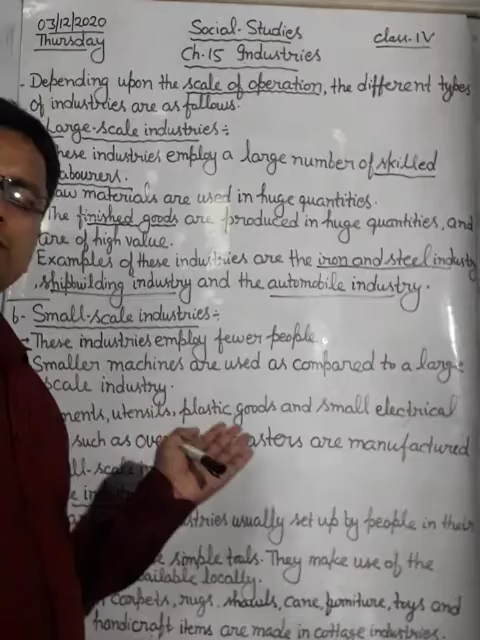 03/12/2020
Thursday
Social-Studies
Ch-15 Industries
class-IV
- Depending upon the scale of operation, the different types
of industries are as follows.
Large-scale industries:-
These industries employ a large number of skilled
labourers.
raw materials are used in huge quantities.
The finished goods are produced in huge quantities, and
are of high value.
Examples of these industries are the iron and steel industry
, shipbuilding industry and the automobile industry.
b- Small-scale industries:-
- These industries employ fewer people.
Smaller machines are used as compared to a large-
scale industry.
utensils, plastic goods and small electrical
such as are manufactured
usually set up by people in their
simple tools. They make use of the
locally.
carpets, rugs, shawls, cane, furniture, toys and
handicraft items are made in cottage industries.